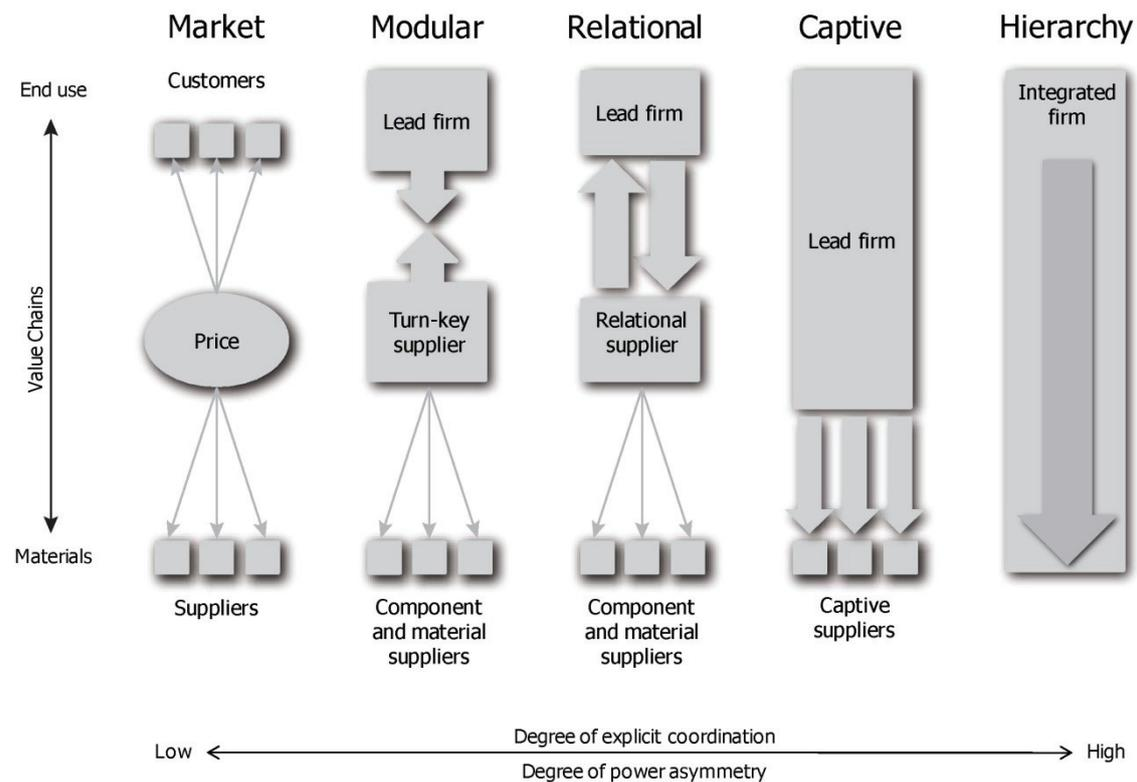 Market
Modular
Relational
Captive
Hierarchy
End use
Customers
Lead firm
Lead firm
Integrated
firm
Lead firm
Value Chains
Price
Turn-key
supplier
Relational
supplier
Materials
Suppliers
Component
and material
suppliers
Component
and material
suppliers
Captive
suppliers
Low
Degree of explicit coordination
High
Degree of power asymmetry